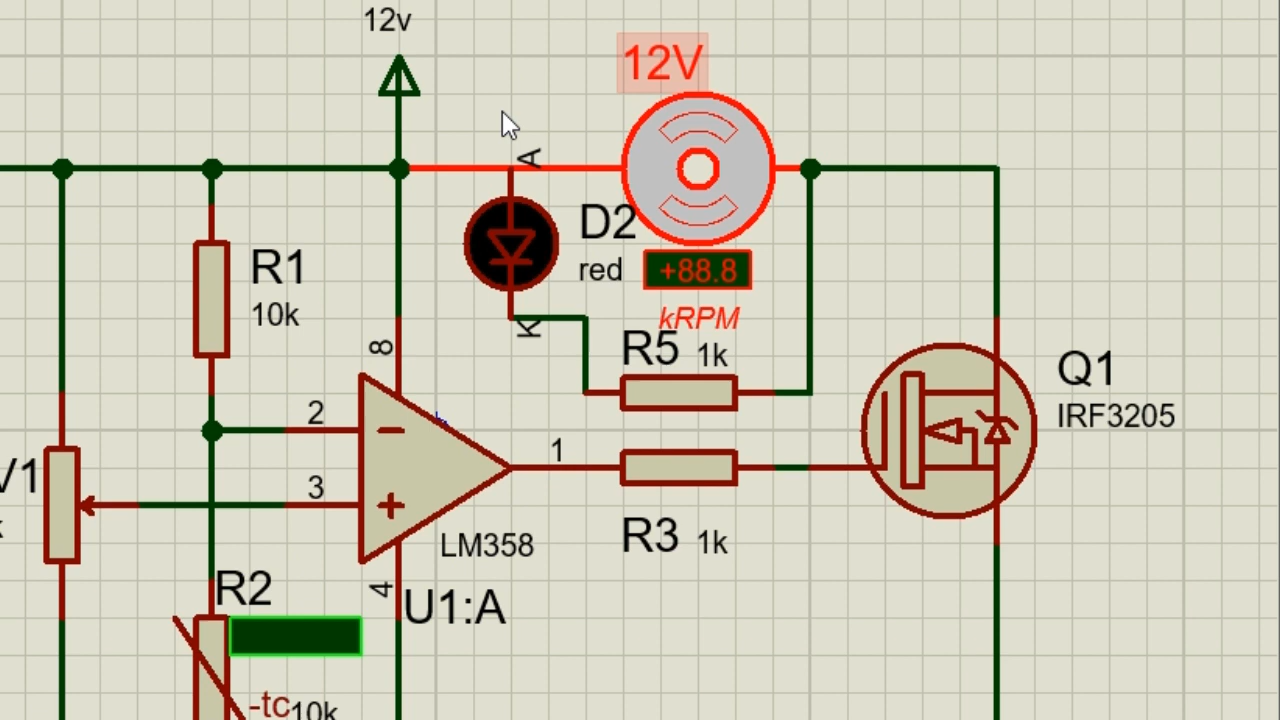 12v
12V
A
D2
red
+88.8
kRPM
K
R1
10k
8
R5 1k
Q1
IRF3205
2
1
3
V1
R3 1k
LM358
4
U1:A
R2
-tc
10k